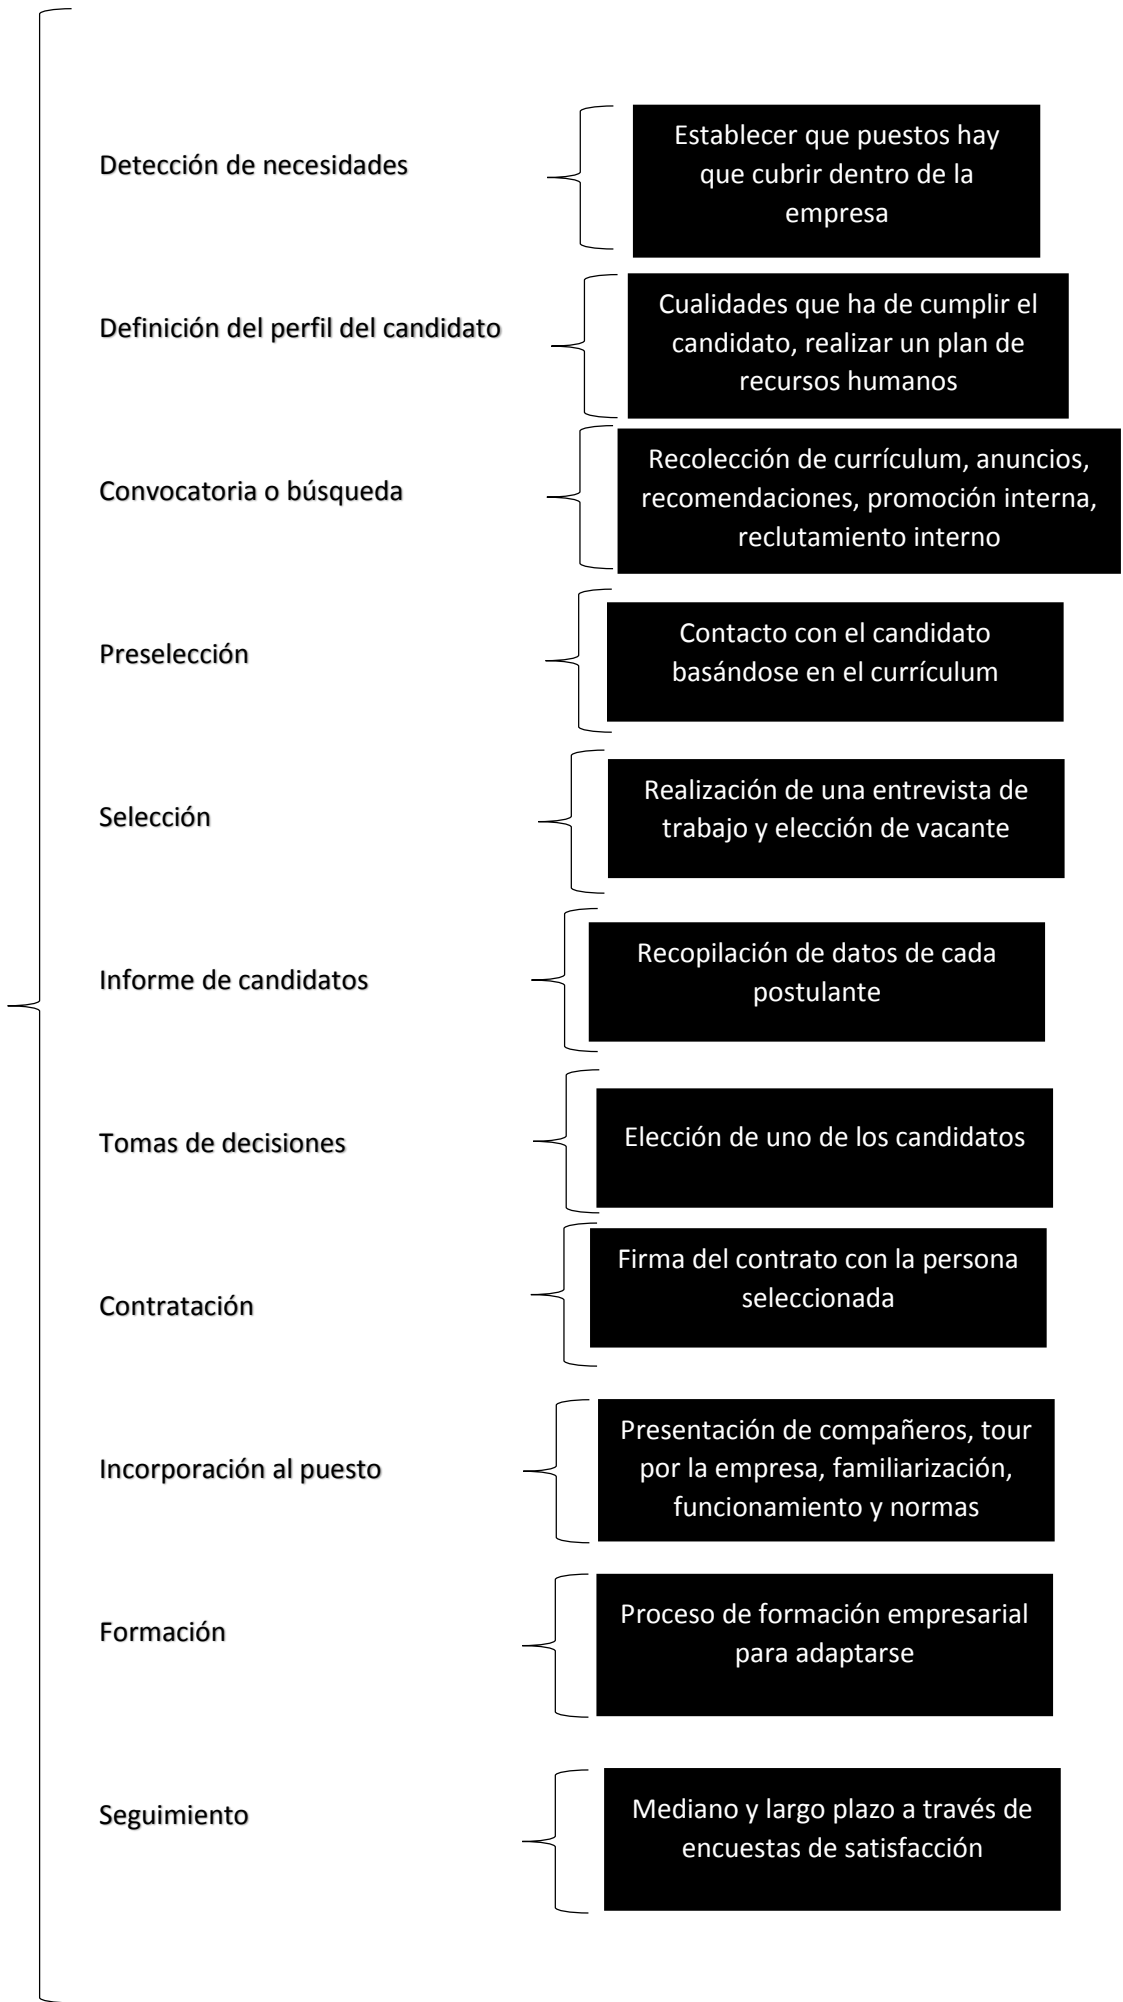 Detección de necesidades
Establecer que puestos hay
que cubrir dentro de la
empresa
Definición del perfil del candidato
Cualidades que ha de cumplir el
candidato, realizar un plan de
recursos humanos
Convocatoria o búsqueda
Recolección de currículum, anuncios,
recomendaciones, promoción interna,
reclutamiento interno
Preselección
Contacto con el candidato
basándose en el currículum
Selección
Realización de una entrevista de
trabajo y elección de vacante
Informe de candidatos
Recopilación de datos de cada
postulante
Tomas de decisiones
Elección de uno de los candidatos
Contratación
Firma del contrato con la persona
seleccionada
Incorporación al puesto
Presentación de compañeros, tour
por la empresa, familiarización,
funcionamiento y normas
Formación
Proceso de formación empresarial
para adaptarse
Seguimiento
Mediano y largo plazo a través de
encuestas de satisfacción